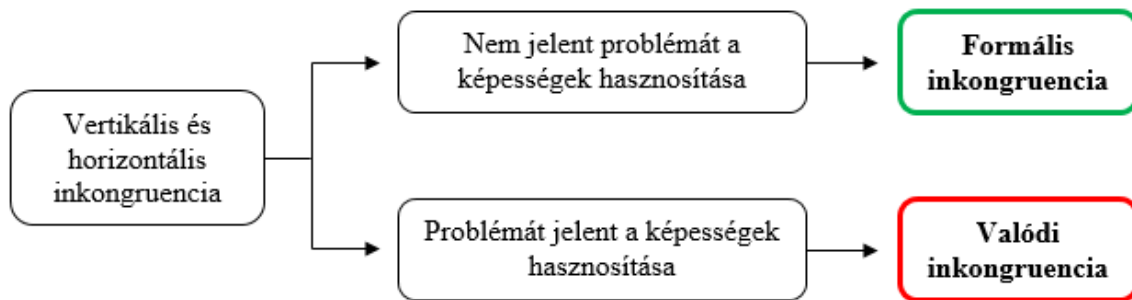 Vertikális és
horizontális
inkongruencia
Nem jelent problémát a
képességek hasznosítása
Formális
inkongruencia
Problémát jelent a képességek
hasznosítása
Valódi
inkongruencia